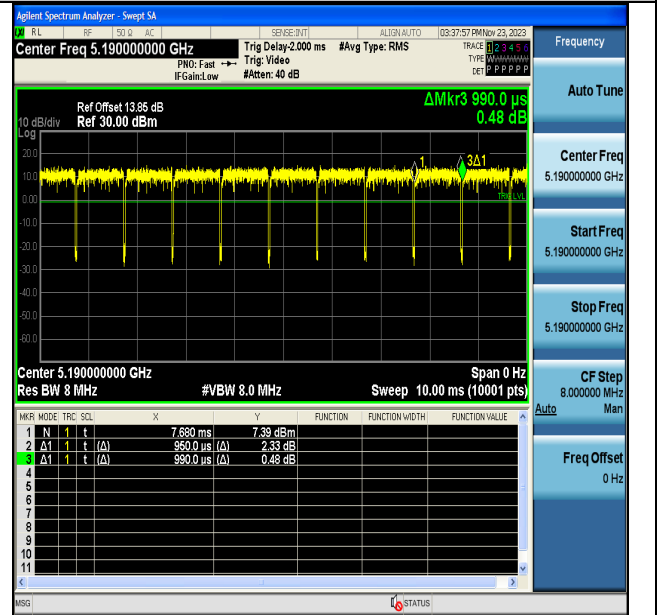 Agilent Spectrum Analyzer - Swept SA
LXI RL RF 50 Ω AC SENSE:INT ALIGN AUTO 03:37:57 PM Nov 23, 2023
Center Freq 5.190000000 GHz Trig Delay-2.000 ms #Avg Type: RMS TRACE 1 2 3 4 5 6
PNO: Fast Trig: Video TYPE W
IFGain:Low #Atten: 40 dB DET P P P P P P
Frequency
Auto Tune
Center Freq
5.190000000 GHz
Start Freq
5.190000000 GHz
Stop Freq
5.190000000 GHz
CF Step
8.000000 MHz
Auto Man
Freq Offset
0 Hz
ΔMkr3 990.0 µs
0.48 dB
Ref Offset 13.85 dB
10 dB/div Ref 30.00 dBm
Log
20.0
10.0
0.00
-10.0
-20.0
-30.0
-40.0
-50.0
-60.0
1
3Δ1
TRIG LVL
Center 5.190000000 GHz Span 0 Hz
Res BW 8 MHz #VBW 8.0 MHz Sweep 10.00 ms (10001 pts)
MKR MODE TRC SCL X Y FUNCTION FUNCTION WIDTH FUNCTION VALUE
1 N 1 t 7.680 ms 7.39 dBm
2 Δ1 1 t (Δ) 950.0 µs (Δ) 2.33 dB
3 Δ1 1 t (Δ) 990.0 µs (Δ) 0.48 dB
4
5
6
7
8
9
10
11
MSG STATUS